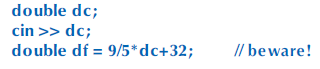 double dc;
cin >> dc;
double df = 9/5*dc+32; // beware!